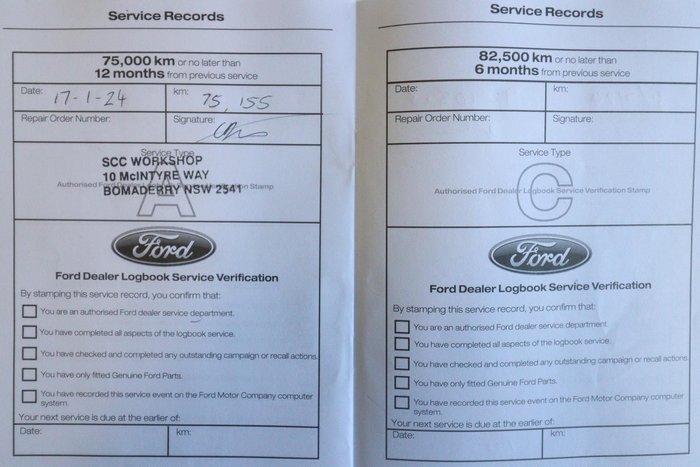 Service Records
75,000 km or no later than
12 months from previous service
Date: 17-1-24 km: 75,155
Repair Order Number: Signature:
Service Type
SCC WORKSHOP
10 McINTYRE WAY
Authorised Ford Dealer Logbook Service Verification Stamp
BOMADERRY NSW 2541
A
Ford
Ford Dealer Logbook Service Verification
By stamping this service record, you confirm that:
You are an authorised Ford dealer service department.
You have completed all aspects of the logbook service.
You have checked and completed any outstanding campaign or recall actions.
You have only fitted Genuine Ford Parts.
You have recorded this service event on the Ford Motor Company computer
system.
Your next service is due at the earlier of:
Date: km:
Service Records
82,500 km or no later than
6 months from previous service
Date: km:
Repair Order Number: Signature:
Service Type
Authorised Ford Dealer Logbook Service Verification Stamp
C
Ford
Ford Dealer Logbook Service Verification
By stamping this service record, you confirm that:
You are an authorised Ford dealer service department.
You have completed all aspects of the logbook service.
You have checked and completed any outstanding campaign or recall actions.
You have only fitted Genuine Ford Parts.
You have recorded this service event on the Ford Motor Company computer
system.
Your next service is due at the earlier of:
Date: km: